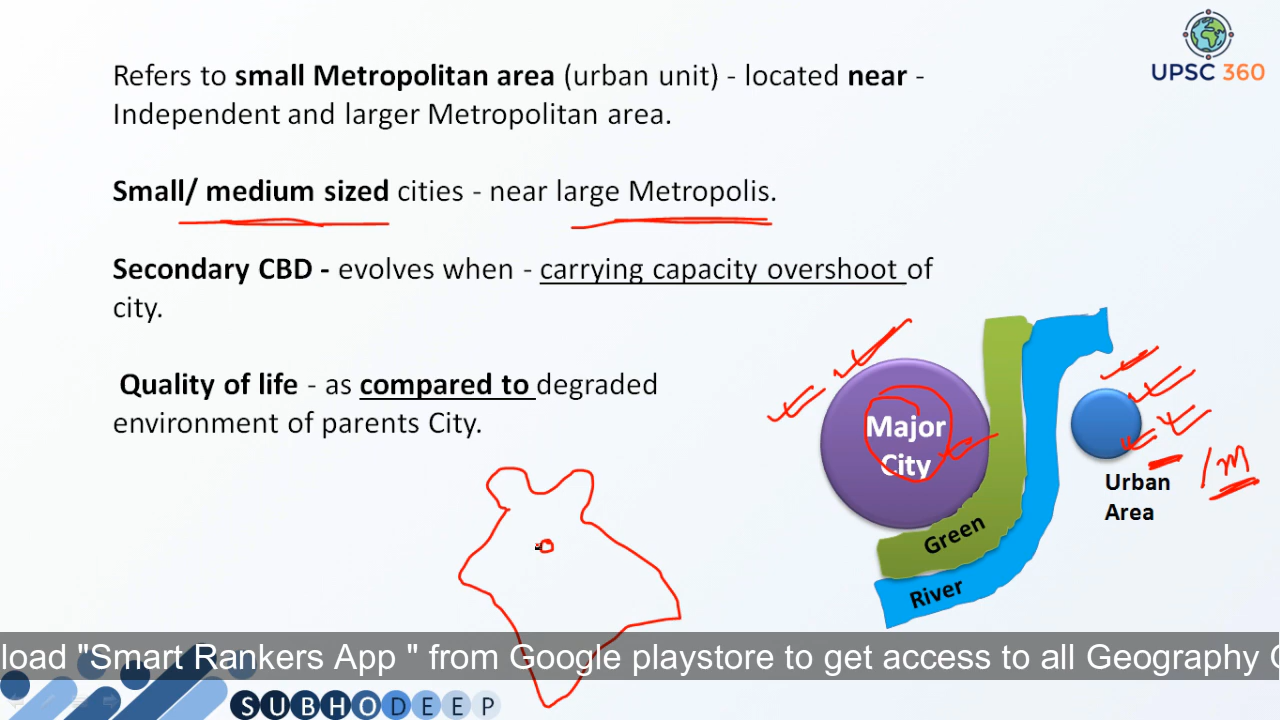 UPSC 360
Refers to small Metropolitan area (urban unit) - located near -
Independent and larger Metropolitan area.
Small/ medium sized cities - near large Metropolis.
Secondary CBD - evolves when - carrying capacity overshoot of
city.
Quality of life - as compared to degraded
environment of parents City.
Major
City
Urban
Area
Green
River
/m
load "Smart Rankers App " from Google playstore to get access to all Geography
SUBHODEEP